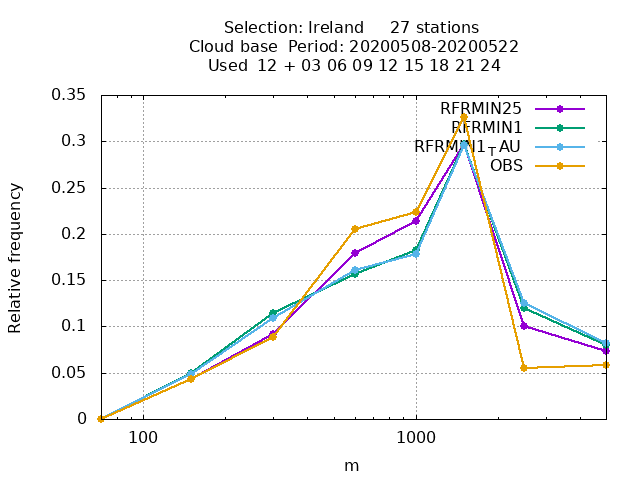 Selection: Ireland     27 stations
Cloud base  Period: 20200508-20200522
Used  12 + 03 06 09 12 15 18 21 24
0.35
0.3
0.25
0.2
0.15
0.1
0.05
0
Relative frequency
RFRMIN25
RFRMIN1
RFRMIN1_TAU
OBS
100
1000
m